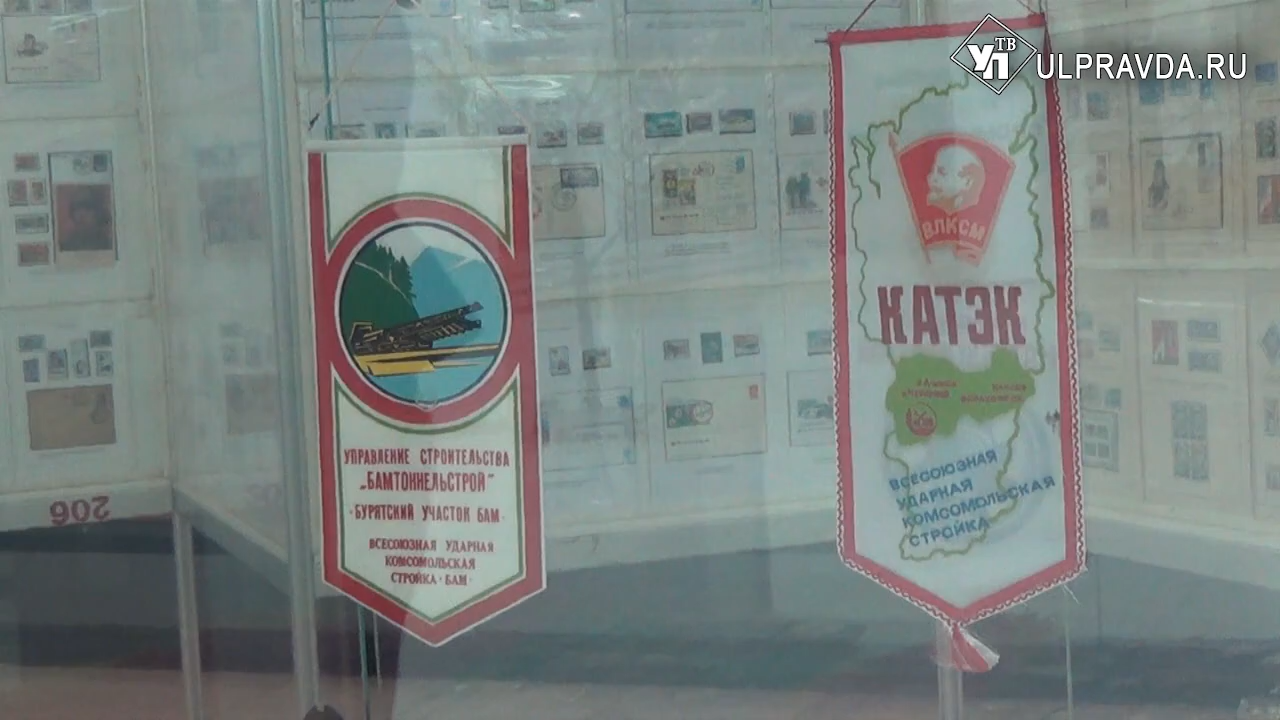 УП ТВ ULPRAVDA.RU
УПРАВЛЕНИЕ СТРОИТЕЛЬСТВА
„БАМТОННЕЛЬСТРОЙ"
·БУРЯТСКИЙ УЧАСТОК БАМ·
ВСЕСОЮЗНАЯ УДАРНАЯ
КОМСОМОЛЬСКАЯ
СТРОЙКА·БАМ·
ВЛКСМ
КАТЭК
ВСЕСОЮЗНАЯ
УДАРНАЯ
КОМСОМОЛЬСКАЯ
СТРОЙКА
206